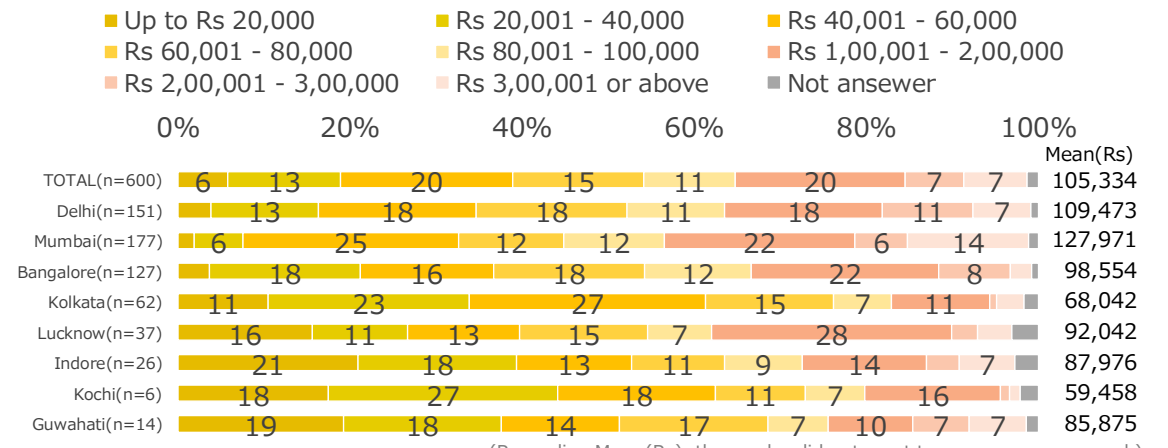 Up to Rs 20,000 Rs 20,001 - 40,000 Rs 40,001 - 60,000
Rs 60,001 - 80,000 Rs 80,001 - 100,000 Rs 1,00,001 - 2,00,000
Rs 2,00,001 - 3,00,000 Rs 3,00,001 or above Not ansewer
0% 20% 40% 60% 80% 100%
Mean(Rs)
TOTAL(n=600) 6 13 20 15 11 20 7 7 105,334
Delhi(n=151) 13 18 18 11 18 11 7 109,473
Mumbai(n=177) 6 25 12 12 22 6 14 127,971
Bangalore(n=127) 18 16 18 12 22 8 98,554
Kolkata(n=62) 11 23 27 15 7 11 68,042
Lucknow(n=37) 16 11 13 15 7 28 92,042
Indore(n=26) 21 18 13 11 9 14 7 87,976
Kochi(n=6) 18 27 18 11 7 16 59,458
Guwahati(n=14) 19 18 14 17 7 10 7 7 85,875